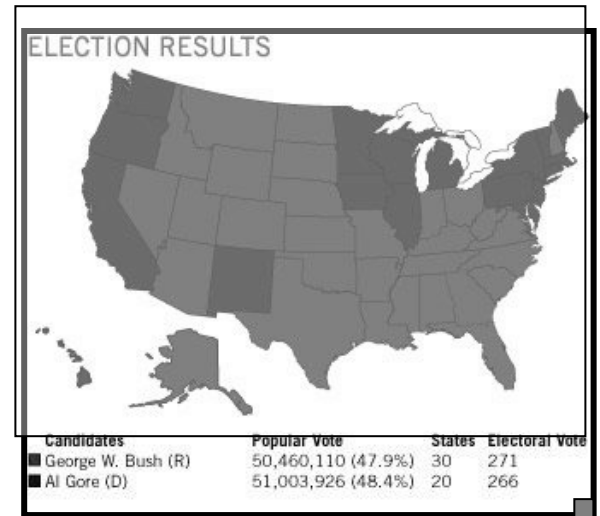 ELECTION RESULTS
Candidates Popular Vote States Electoral Vote
George W. Bush (R) 50,460,110 (47.9%) 30 271
Al Gore (D) 51,003,926 (48.4%) 20 266